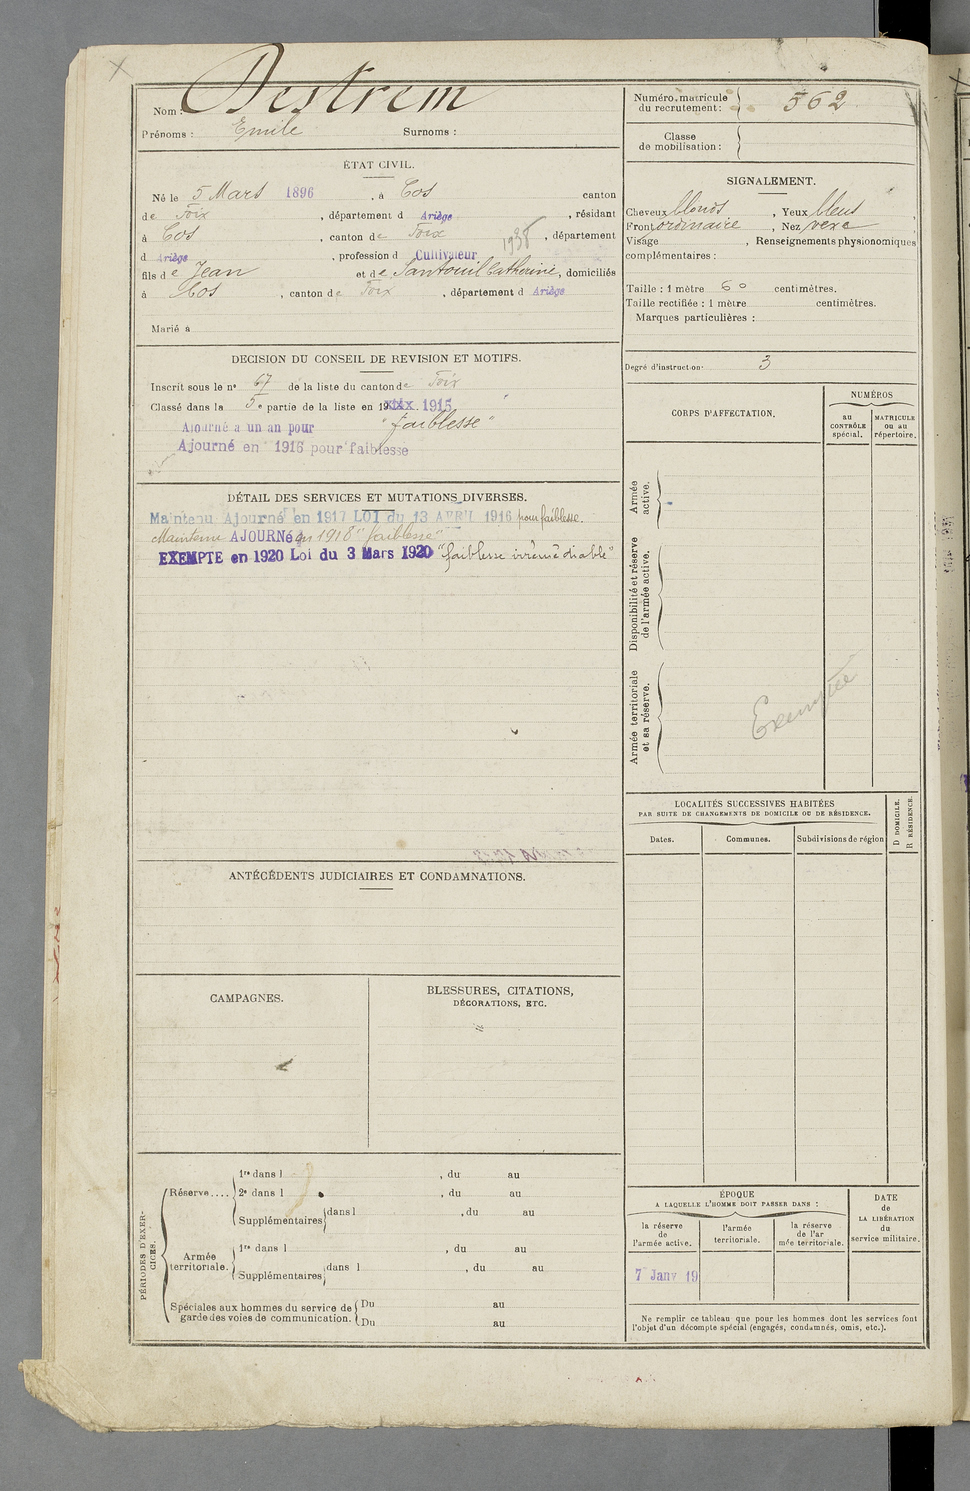 Nom : Destrem
Prénoms : Emile Surnoms :
ÉTAT CIVIL.
Né le 5 Mars 1896, à Cos canton
de Foix, département d Ariège, résidant
à Cos, canton de Foix, département
1938
d Ariège, profession d Cultivateur
fils de Jean et de Santouil Catherine, domiciliés
à Cos, canton de Foix, département d Ariège
Marié à
DECISION DU CONSEIL DE REVISION ET MOTIFS.
Inscrit sous le n° 67 de la liste du canton de Foix
Classé dans la 5e partie de la liste en 19 1915
Ajourné a un an pour "faiblesse"
Ajourné en 1916 pour faiblesse
DÉTAIL DES SERVICES ET MUTATIONS DIVERSES.
Maintenu Ajourné en 1917 LOI du 13 AVRIL 1916 pour faiblesse.
Maintenu AJOURNÉ en 1918 "faiblesse"
EXEMPTE en 1920 Loi du 3 Mars 1920 "faiblesse irrémédiable"
ANTÉCÉDENTS JUDICIAIRES ET CONDAMNATIONS.
CAMPAGNES.
BLESSURES, CITATIONS,
DÉCORATIONS, ETC.
PÉRIODES D'EXER-
CICES.
Réserve....
1re dans l , du au
2e dans l , du au
Supplémentaires dans l , du au
Armée
territoriale.
1re dans l , du au
Supplémentaires dans l , du au
Spéciales aux hommes du service de
garde des voies de communication.
Du au
Du au
Numéro matricule
du recrutement : 562
Classe
de mobilisation :
SIGNALEMENT.
Cheveux blonds, Yeux bleus,
Front ordinaire, Nez vexe
Visage , Renseignements physionomiques
complémentaires :
Taille : 1 mètre 60 centimètres.
Taille rectifiée : 1 mètre centimètres.
Marques particulières :
Degré d'instruction 3
CORPS D'AFFECTATION.
NUMÉROS
au
CONTRÔLE
spécial.
MATRICULE
ou au
répertoire.
Armée
active.
Disponibilité et réserve
de l'armée active.
Armée territoriale
et sa réserve.
Exempté
LOCALITÉS SUCCESSIVES HABITÉES
PAR SUITE DE CHANGEMENTS DE DOMICILE OU DE RÉSIDENCE.
D DOMICILE.
R RÉSIDENCE.
Dates. Communes. Subdivisions de région
ÉPOQUE
A LAQUELLE L'HOMME DOIT PASSER DANS :
DATE
de
LA LIBÉRATION
du
service militaire.
la réserve
de
l'armée active.
l'armée
territoriale.
la réserve
de l'ar
mée territoriale.
7 Janv 19
Ne remplir ce tableau que pour les hommes dont les services font
l'objet d'un décompte spécial (engagés, condamnés, omis, etc.).